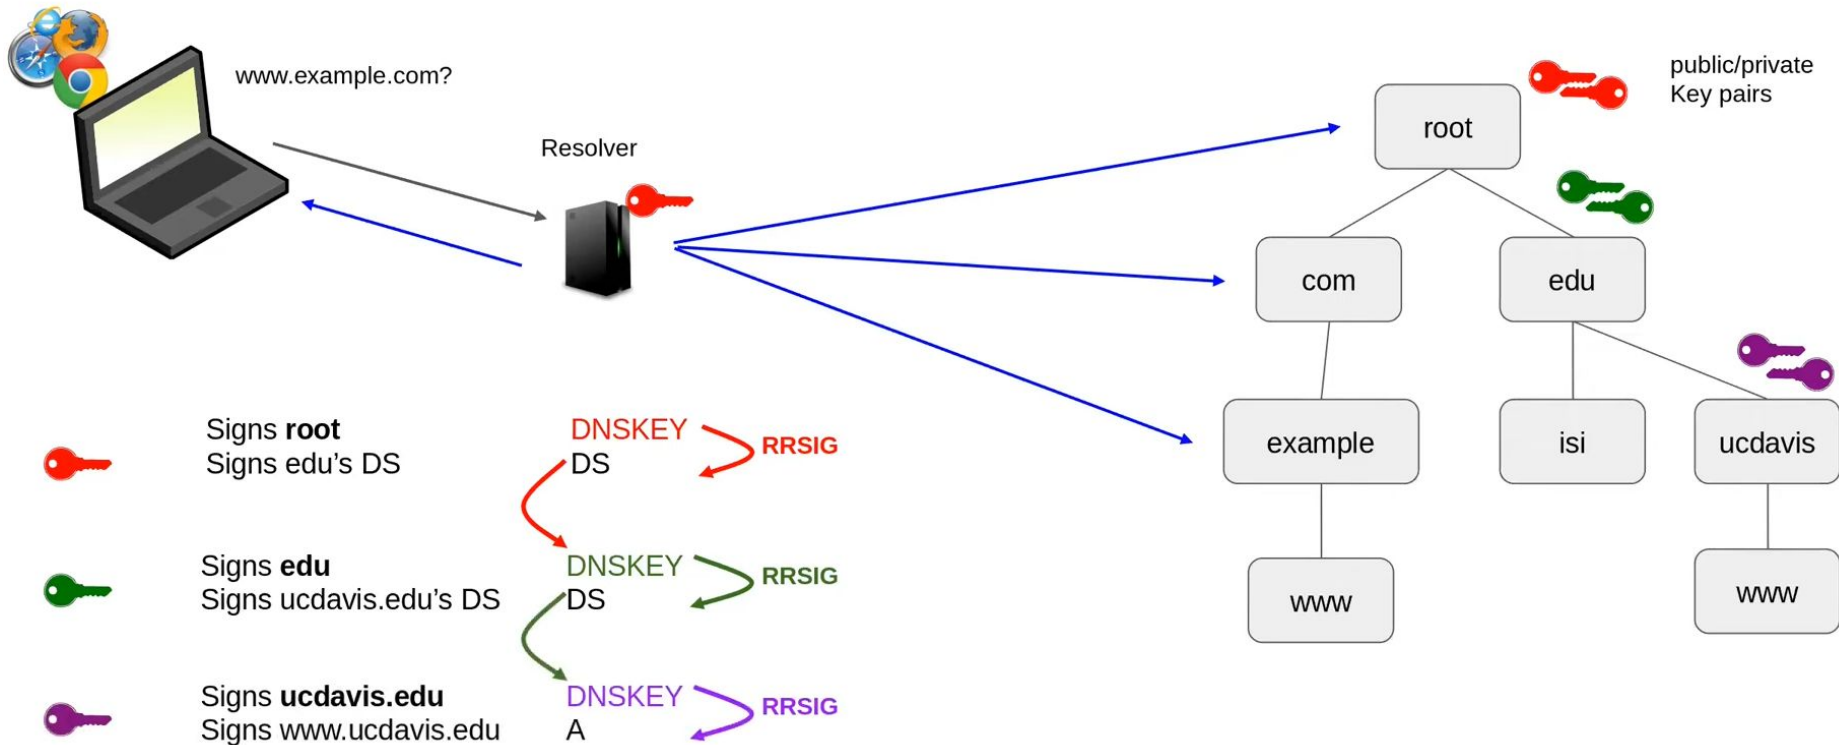 www.example.com?
Resolver
public/private
Key pairs
root
com
edu
example
isi
ucdavis
www
www
Signs root
Signs edu’s DS
DNSKEY
DS
RRSIG
Signs edu
Signs ucdavis.edu’s DS
DNSKEY
DS
RRSIG
Signs ucdavis.edu
Signs www.ucdavis.edu
DNSKEY
A
RRSIG